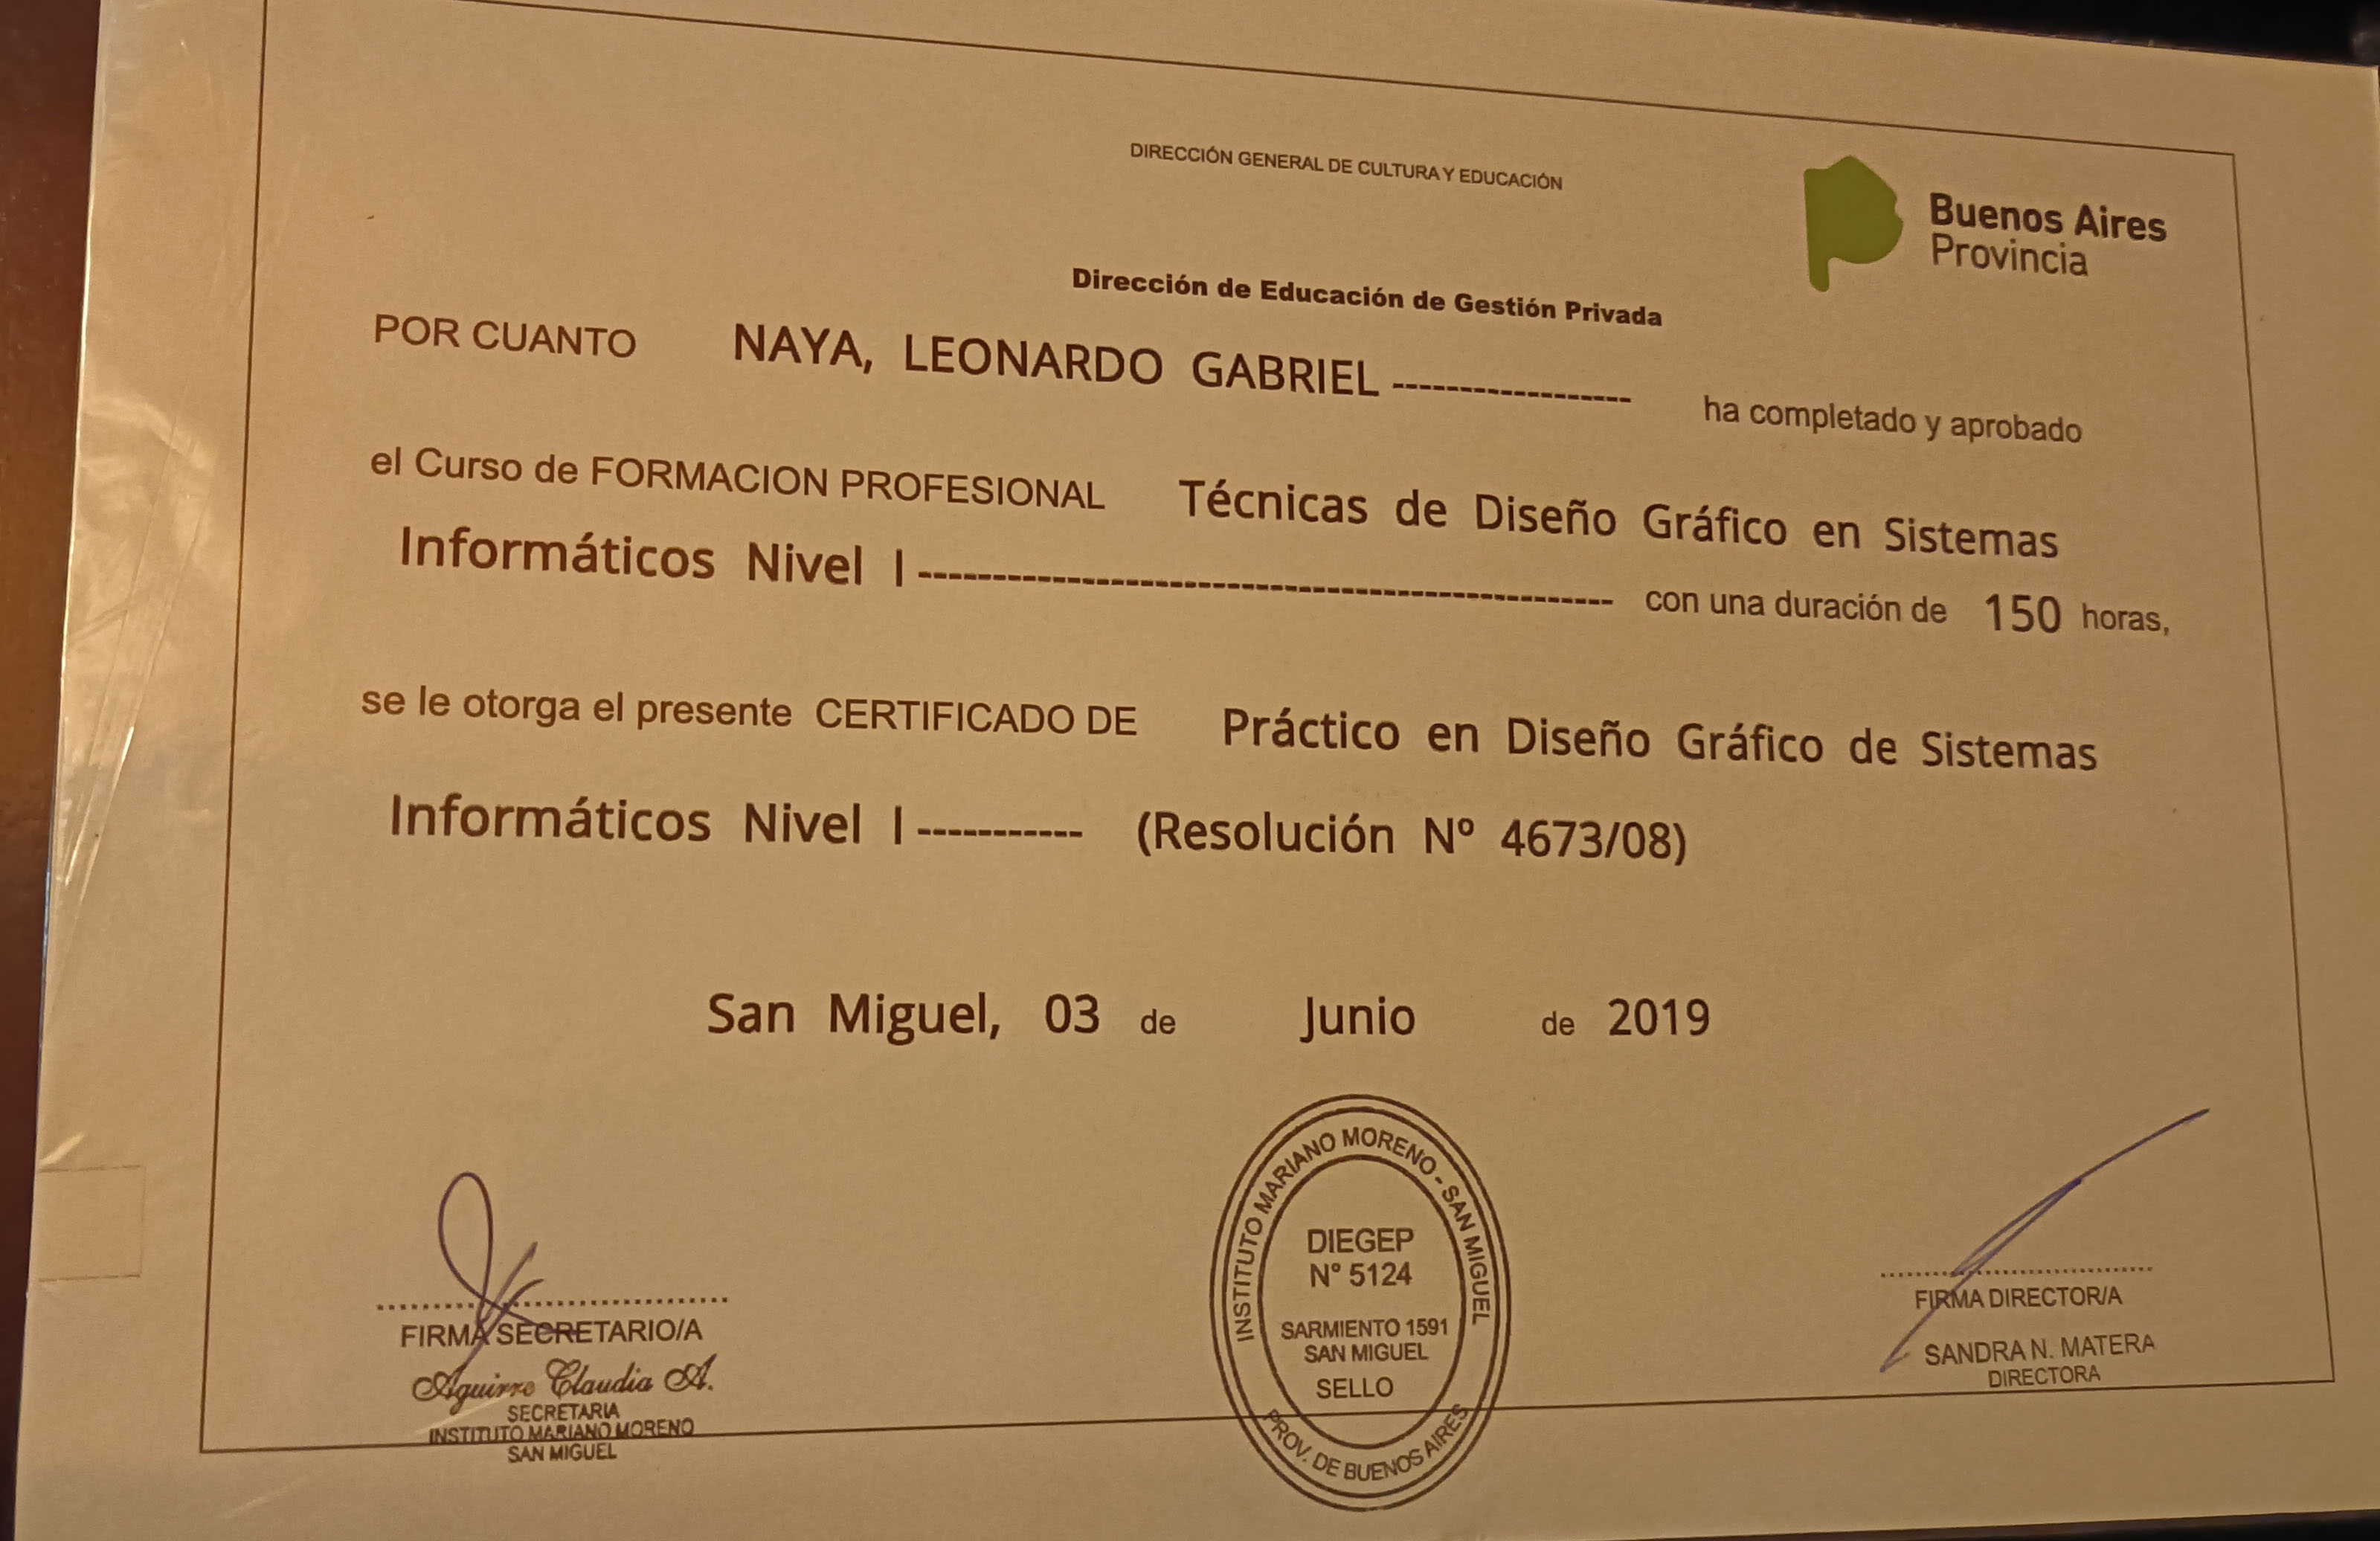 DIRECCIÓN GENERAL DE CULTURA Y EDUCACIÓN
Buenos Aires
Provincia
Dirección de Educación de Gestión Privada
POR CUANTO NAYA, LEONARDO GABRIEL ------------------ ha completado y aprobado
el Curso de FORMACION PROFESIONAL Técnicas de Diseño Gráfico en Sistemas
Informáticos Nivel I ---------------------------------------------- con una duración de 150 horas,
se le otorga el presente CERTIFICADO DE Práctico en Diseño Gráfico de Sistemas
Informáticos Nivel I ----------- (Resolución Nº 4673/08)
San Miguel, 03 de Junio de 2019
FIRMA SECRETARIO/A
Aguirre Claudia A.
SECRETARIA
INSTITUTO MARIANO MORENO
SAN MIGUEL
INSTITUTO MARIANO MORENO - SAN MIGUEL
DIEGEP
N° 5124
SARMIENTO 1591
SAN MIGUEL
SELLO
PROV. DE BUENOS AIRES
FIRMA DIRECTOR/A
SANDRA N. MATERA
DIRECTORA